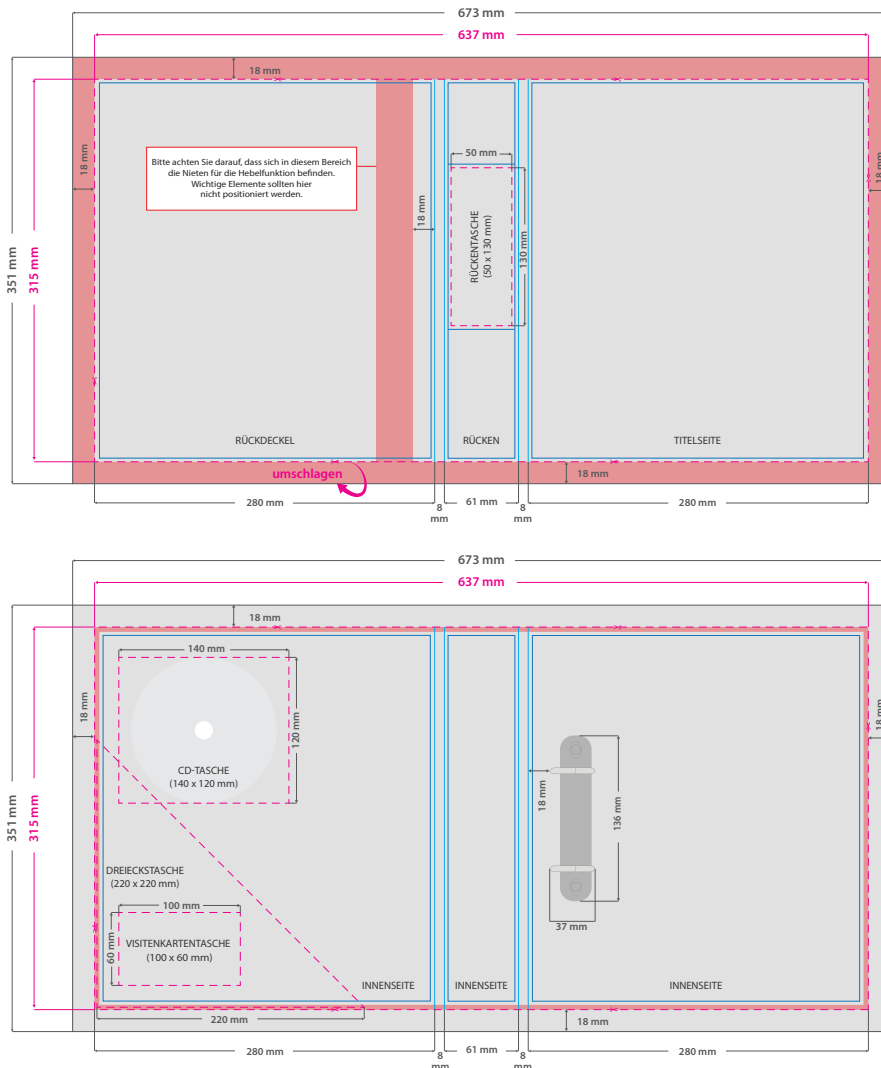 673 mm
637 mm
18 mm
18 mm
18 mm
351 mm
315 mm
Bitte achten Sie darauf, dass sich in diesem Bereich
die Nieten für die Hebelfunktion befinden.
Wichtige Elemente sollten hier
nicht positioniert werden.
18 mm
50 mm
RÜCKENTASCHE
(50 x 130 mm)
130 mm
RÜCKDECKEL
RÜCKEN
TITELSEITE
umschlagen
18 mm
280 mm
8
mm
61 mm
8
mm
280 mm
673 mm
637 mm
18 mm
18 mm
18 mm
351 mm
315 mm
140 mm
120 mm
CD-TASCHE
(140 x 120 mm)
18 mm
136 mm
37 mm
DREIECKSTASCHE
(220 x 220 mm)
100 mm
60 mm
VISITENKARTENTASCHE
(100 x 60 mm)
INNENSEITE
INNENSEITE
INNENSEITE
220 mm
18 mm
280 mm
8
mm
61 mm
8
mm
280 mm